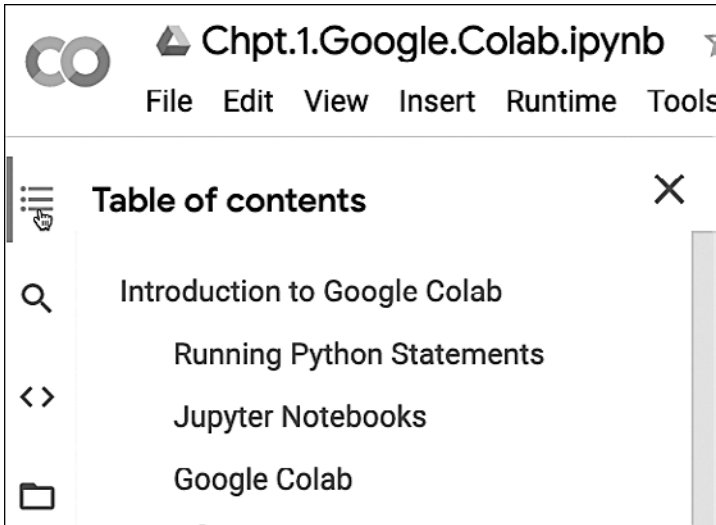 CO Chpt.1.Google.Colab.ipynb
File Edit View Insert Runtime Tools
Table of contents
Introduction to Google Colab
Running Python Statements
Jupyter Notebooks
Google Colab